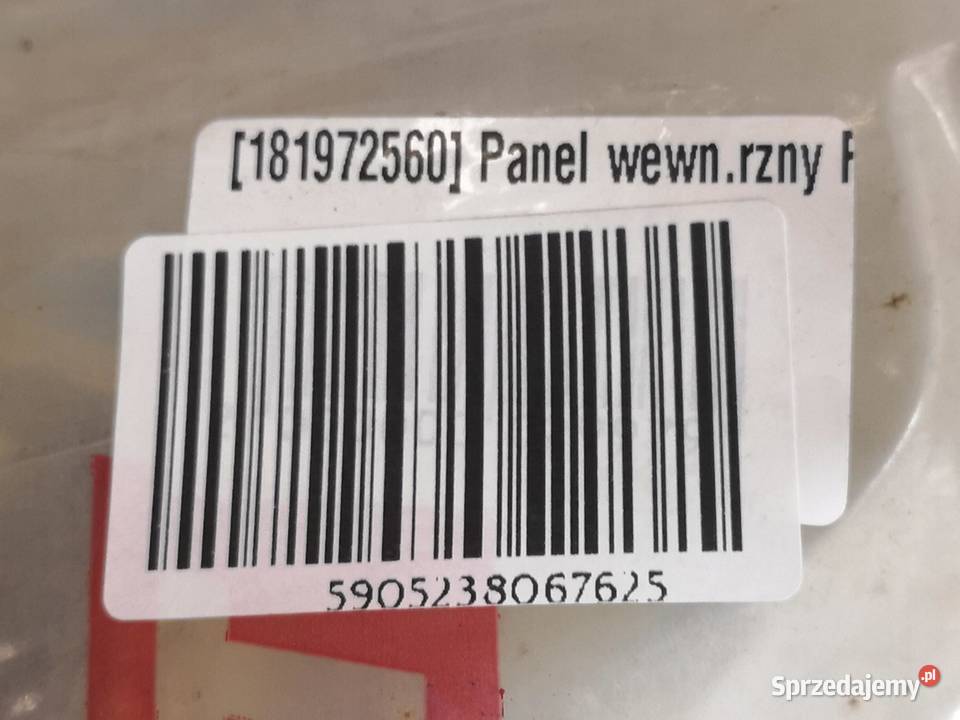 [181972560] Panel wewn.rzny
5905238067625
Sprzedajemy.pl